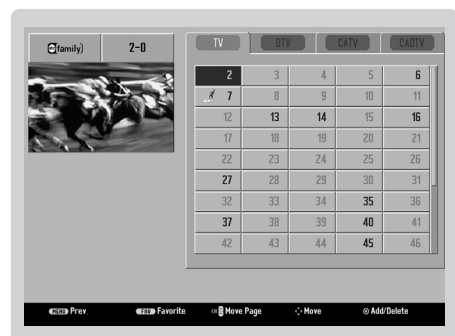 family) 2-0
TV DTV CATV CADTV
2 3 4 5 6
7 8 9 10 11
12 13 14 15 16
17 18 19 20 21
22 23 24 25 26
27 28 29 30 31
32 33 34 35 36
37 38 39 40 41
42 43 44 45 46
MENU Prev. FAV Favorite CH Move Page Move Add/Delete